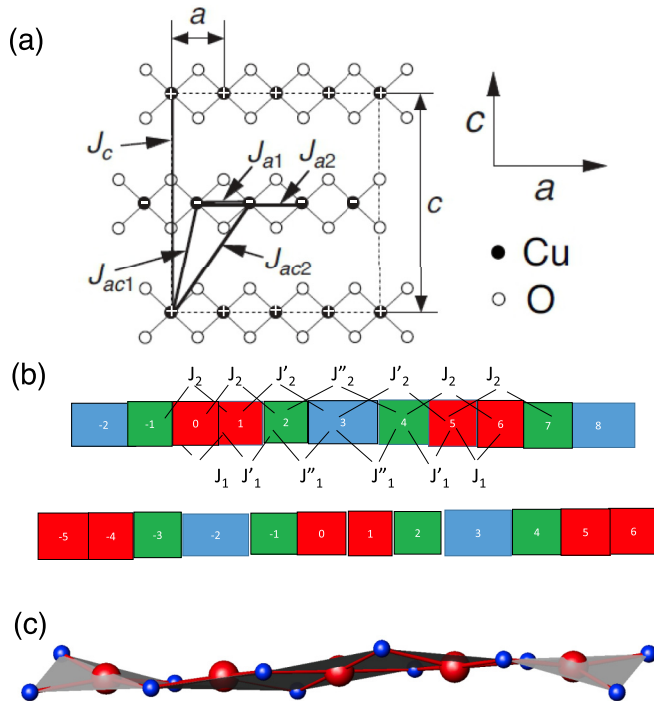 (a)
a
J_c
J_a1 J_a2
c
c
a
J_ac1 J_ac2
Cu
O
(b)
J₂ J₂ J'₂ J''₂ J'₂ J₂ J₂
-2 -1 0 1 2 3 4 5 6 7 8
J₁ J'₁ J''₁ J''₁ J'₁ J₁
-5 -4 -3 -2 -1 0 1 2 3 4 5 6
(c)